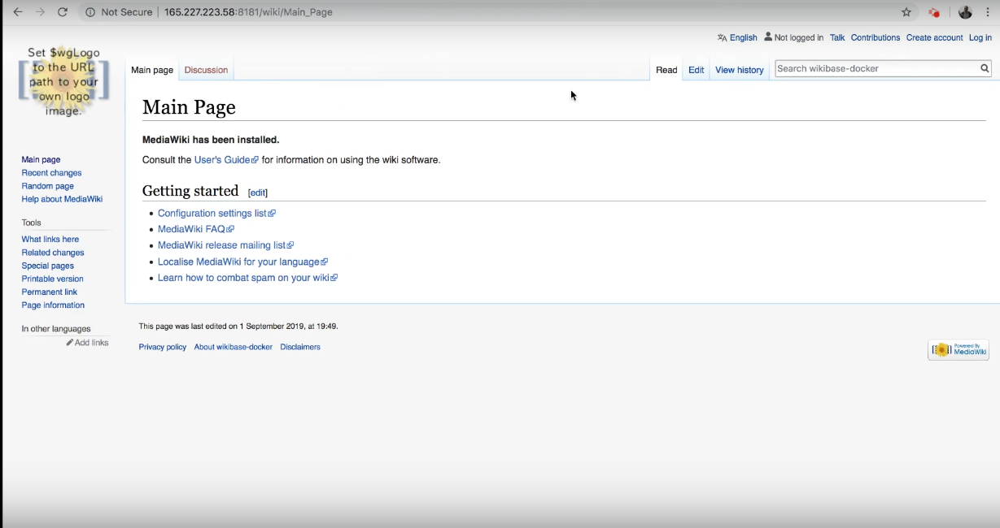 Not Secure 165.227.223.58:8181/wiki/Main_Page
English Not logged in Talk Contributions Create account Log in
Set $wgLogo
to the URL
path to your
own logo
image.
Main page Discussion Read Edit View history Search wikibase-docker
Main Page
MediaWiki has been installed.
Consult the User's Guide for information on using the wiki software.
Getting started [edit]
Configuration settings list
MediaWiki FAQ
MediaWiki release mailing list
Localise MediaWiki for your language
Learn how to combat spam on your wiki
Main page
Recent changes
Random page
Help about MediaWiki
Tools
What links here
Related changes
Special pages
Printable version
Permanent link
Page information
In other languages
Add links
This page was last edited on 1 September 2019, at 19:49.
Privacy policy About wikibase-docker Disclaimers
Powered By
MediaWiki